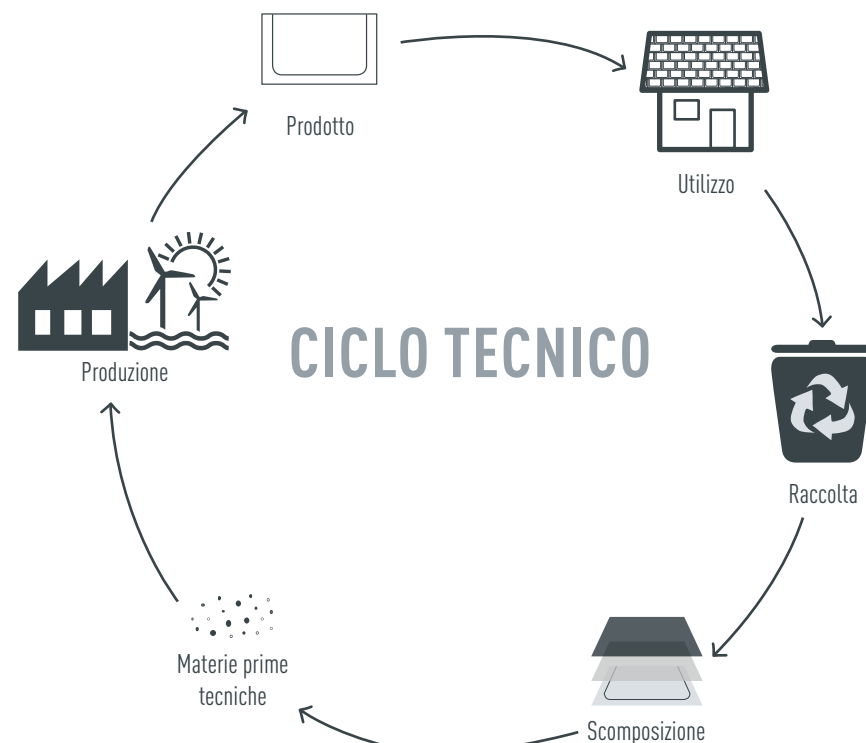 Prodotto
Utilizzo
Produzione
CICLO TECNICO
Raccolta
Materie prime
tecniche
Scomposizione